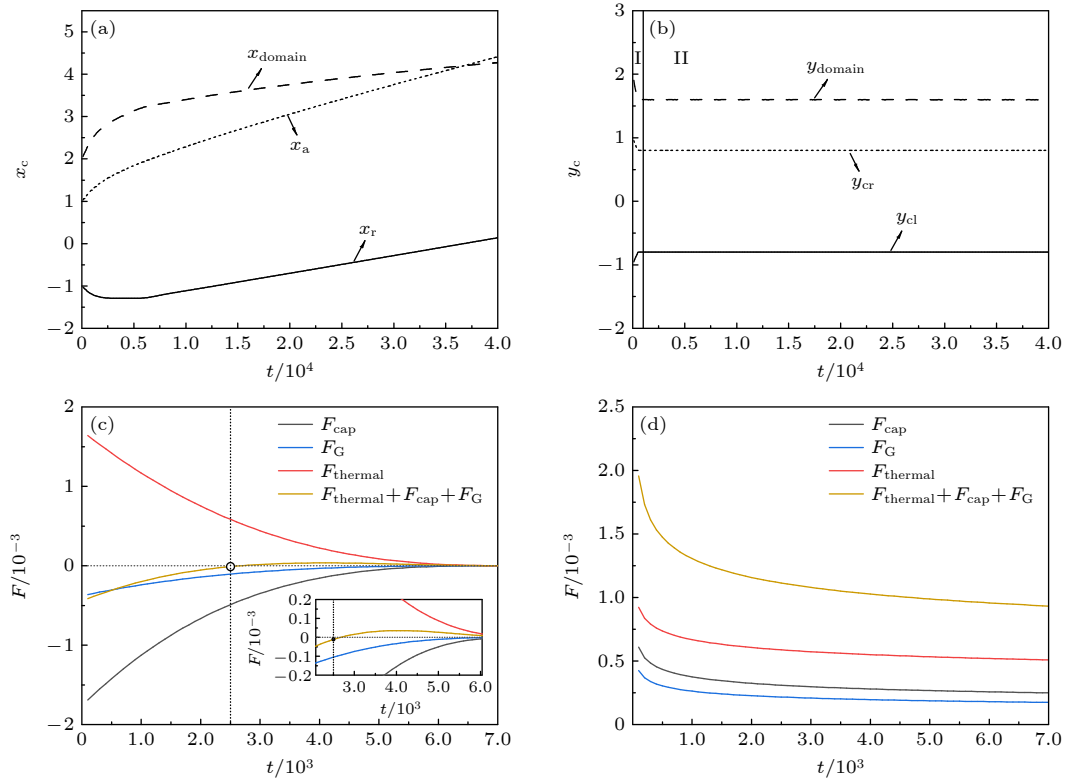 (a)
5
4
3
2
1
0
−1
−2
x_c
x_domain
x_a
x_r
0 0.5 1.0 1.5 2.0 2.5 3.0 3.5 4.0
t/10^4
(b)
3
2
1
0
−1
−2
y_c
I II
y_domain
y_cr
y_cl
0 0.5 1.0 1.5 2.0 2.5 3.0 3.5 4.0
t/10^4
(c)
2
1
0
−1
−2
F/10^−3
F_cap
F_G
F_thermal
F_thermal+F_cap+F_G
0.2
0.1
0
−0.1
−0.2
F/10^−3
3.0 4.0 5.0 6.0
t/10^3
0 1.0 2.0 3.0 4.0 5.0 6.0 7.0
t/10^3
(d)
2.5
2.0
1.5
1.0
0.5
0
F/10^−3
F_cap
F_G
F_thermal
F_thermal+F_cap+F_G
1.0 2.0 3.0 4.0 5.0 6.0 7.0
t/10^3